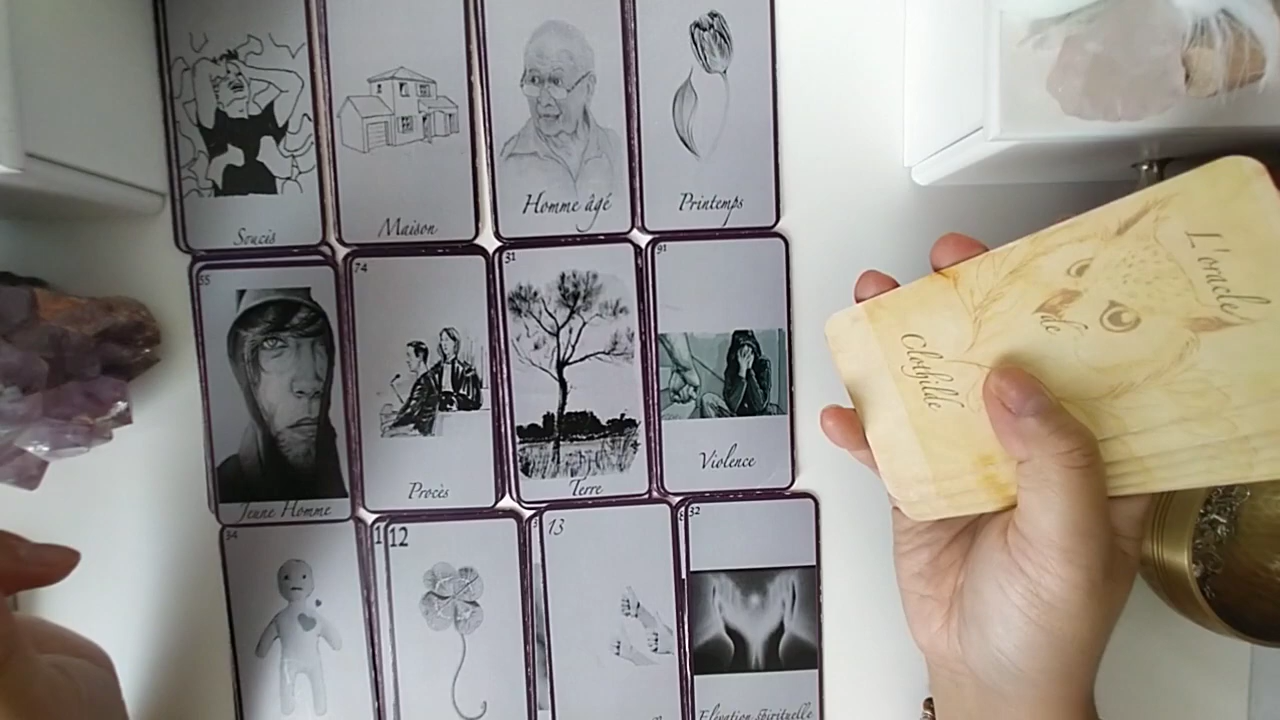 Soucis
Maison
Homme âgé
Printemps
55
Jeune Homme
74
Procès
31
Terre
91
Violence
34
12
13
32
Elévation spirituelle
L'oracle
de
Clothilde